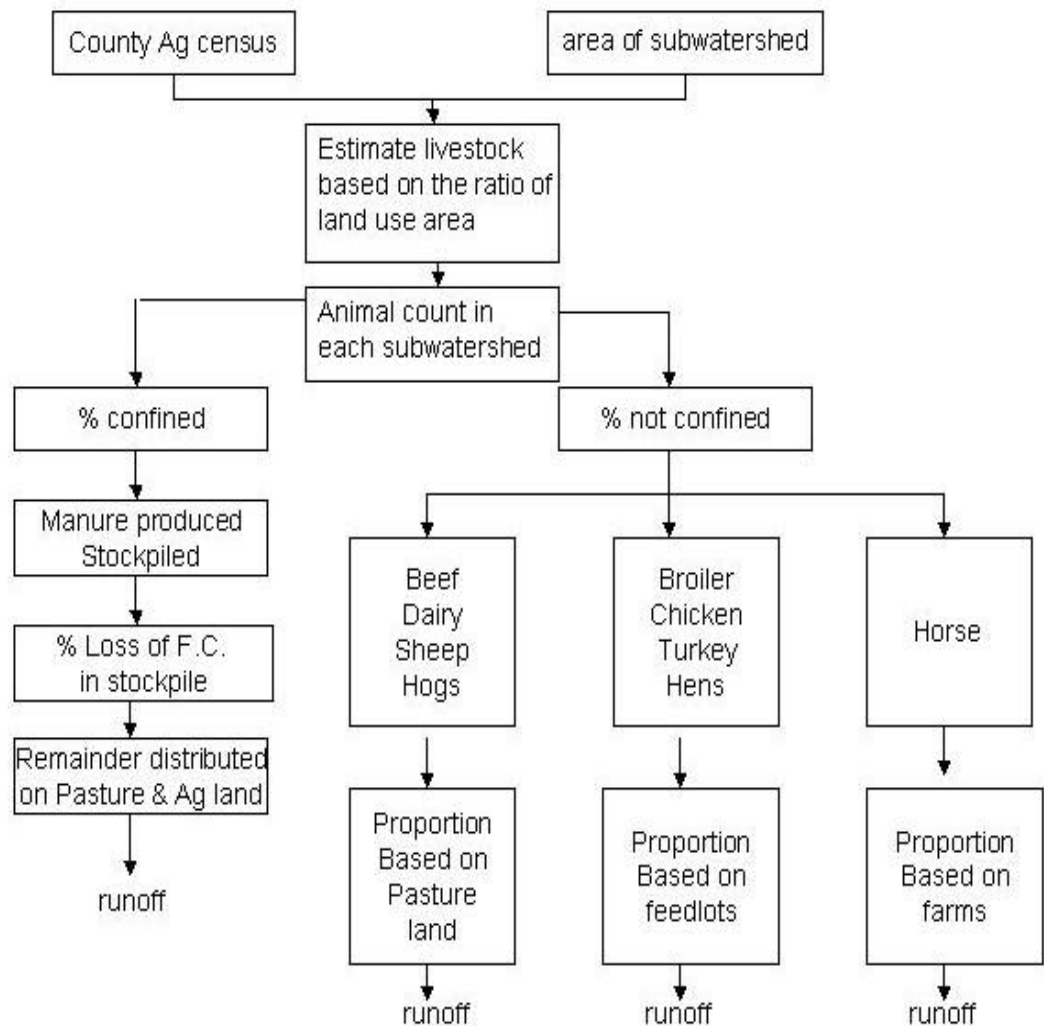 County Ag census
area of subwatershed
Estimate livestock
based on the ratio of
land use area
Animal count in
each subwatershed
% confined
% not confined
Manure produced
Stockpiled
% Loss of F.C.
in stockpile
Remainder distributed
on Pasture & Ag land
runoff
Beef
Dairy
Sheep
Hogs
Broiler
Chicken
Turkey
Hens
Horse
Proportion
Based on
Pasture
land
Proportion
Based on
feedlots
Proportion
Based on
farms
runoff
runoff
runoff